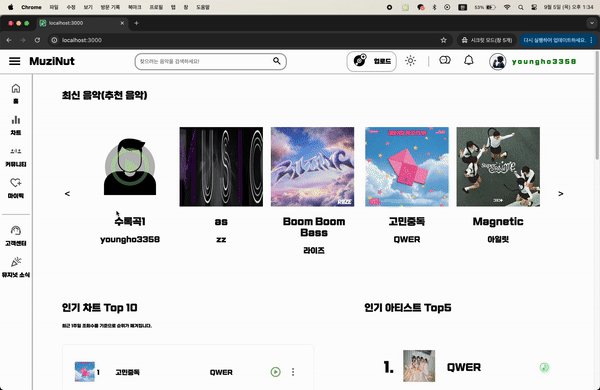 Chrome 파일 수정 보기 방문 기록 북마크 프로필 탭 창 도움말 53% 9월 5일 (목) 오후 1:34
localhost:3000
localhost:3000 시크릿 모드(창 5개) 다시 실행하여 업데이트하세요.
MuziNut 찾으려는 음악을 검색하세요! 업로드 youngho3358
홈
차트
커뮤니티
마이픽
고객센터
뮤지넛 소식
최신 음악(추천 음악)
< >
RIIZE
수록곡1 as Boom Boom Bass 고민중독 Magnetic
youngho3358 zz 라이즈 QWER 아일릿
인기 차트 Top 10 인기 아티스트 Top5
최근 1주일 조회수를 기준으로 순위가 매겨집니다.
1 고민중독 QWER 1. QWER